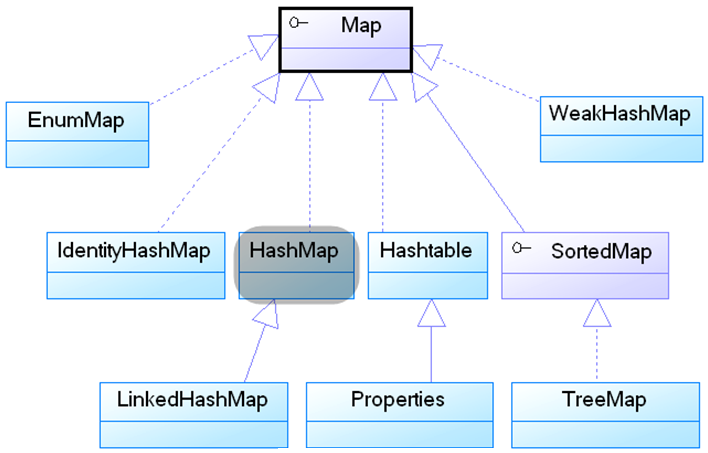 Map
EnumMap
WeakHashMap
IdentityHashMap
HashMap
Hashtable
SortedMap
LinkedHashMap
Properties
TreeMap